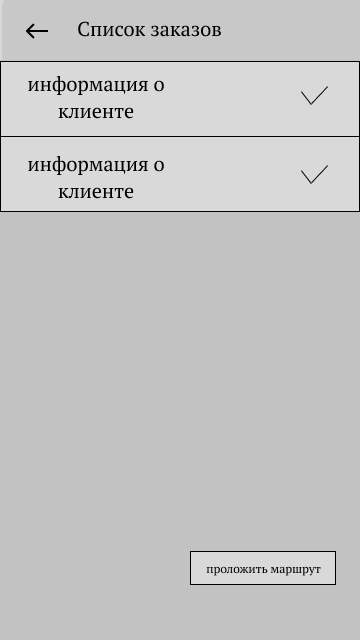 Список заказов
информация о
клиенте
информация о
клиенте
проложить маршрут